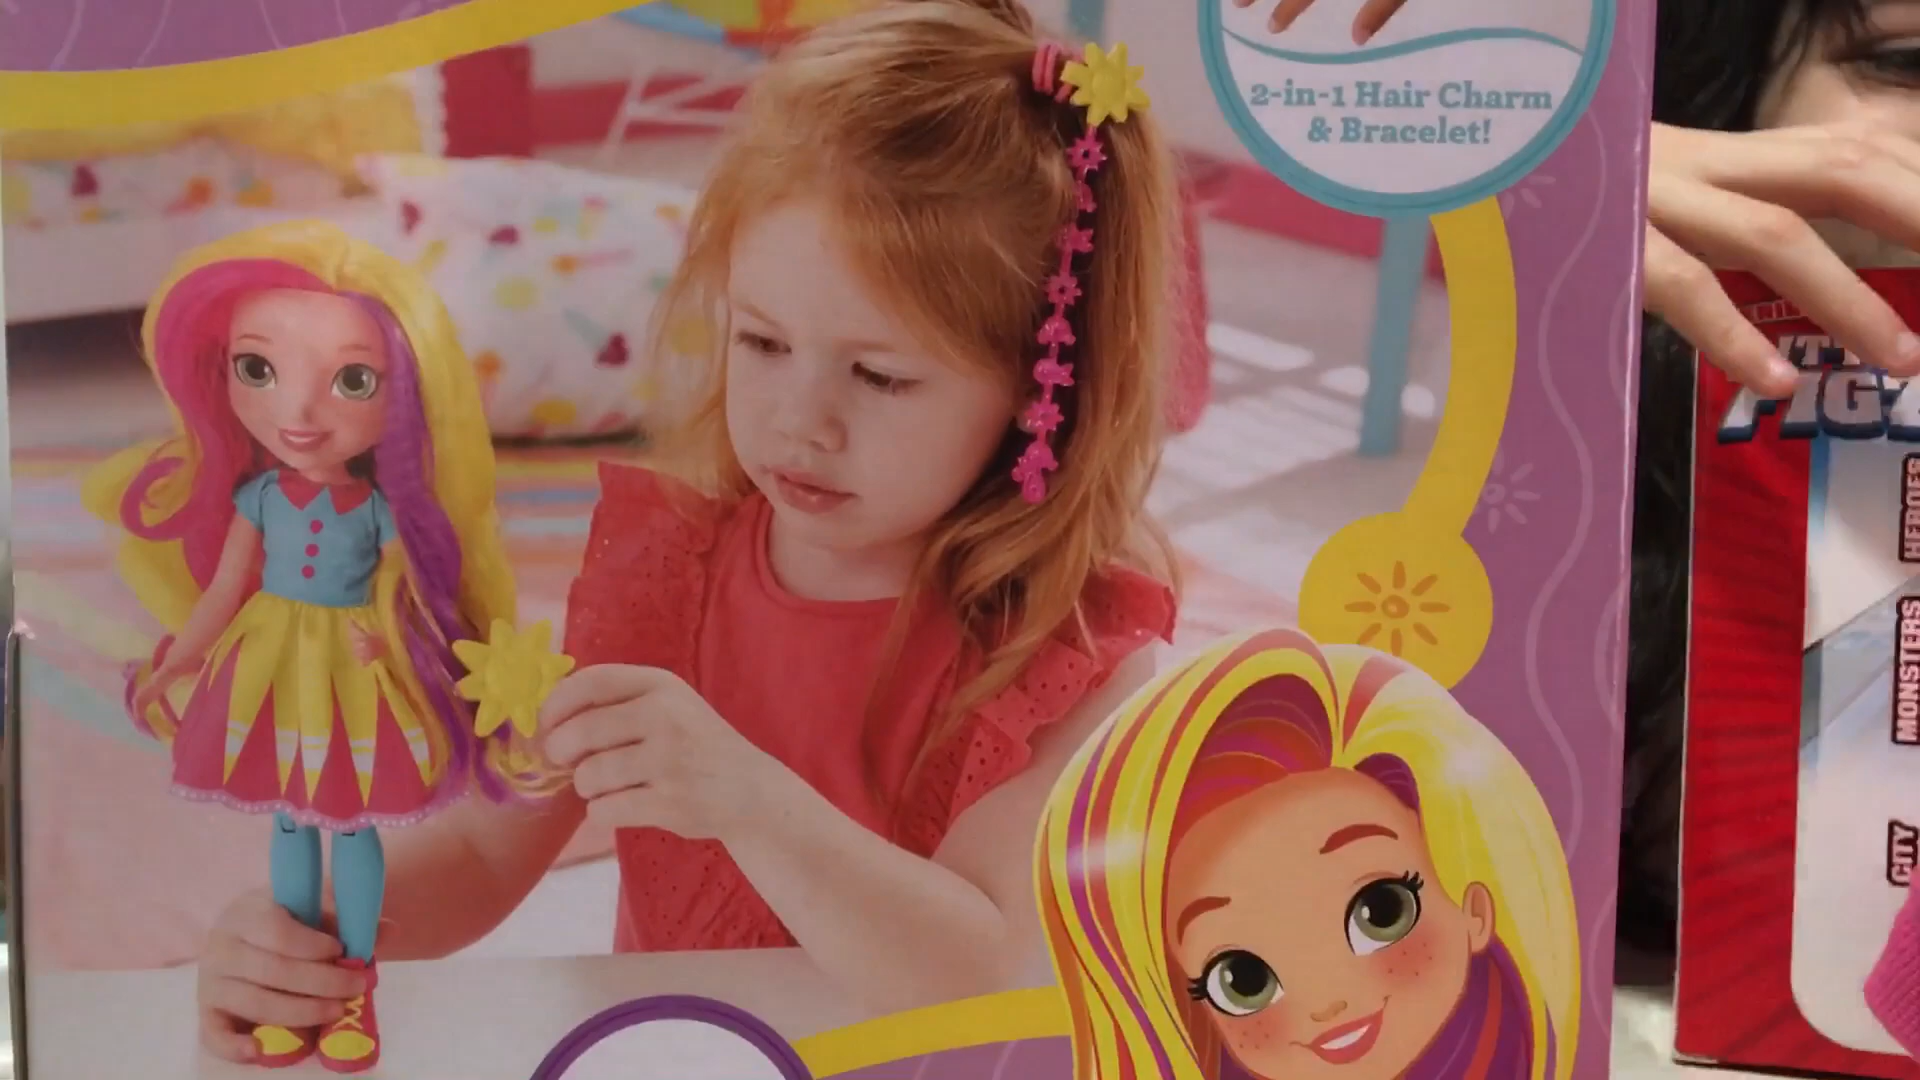 2-in-1 Hair Charm
& Bracelet!
HEROES
MONSTERS
CITY